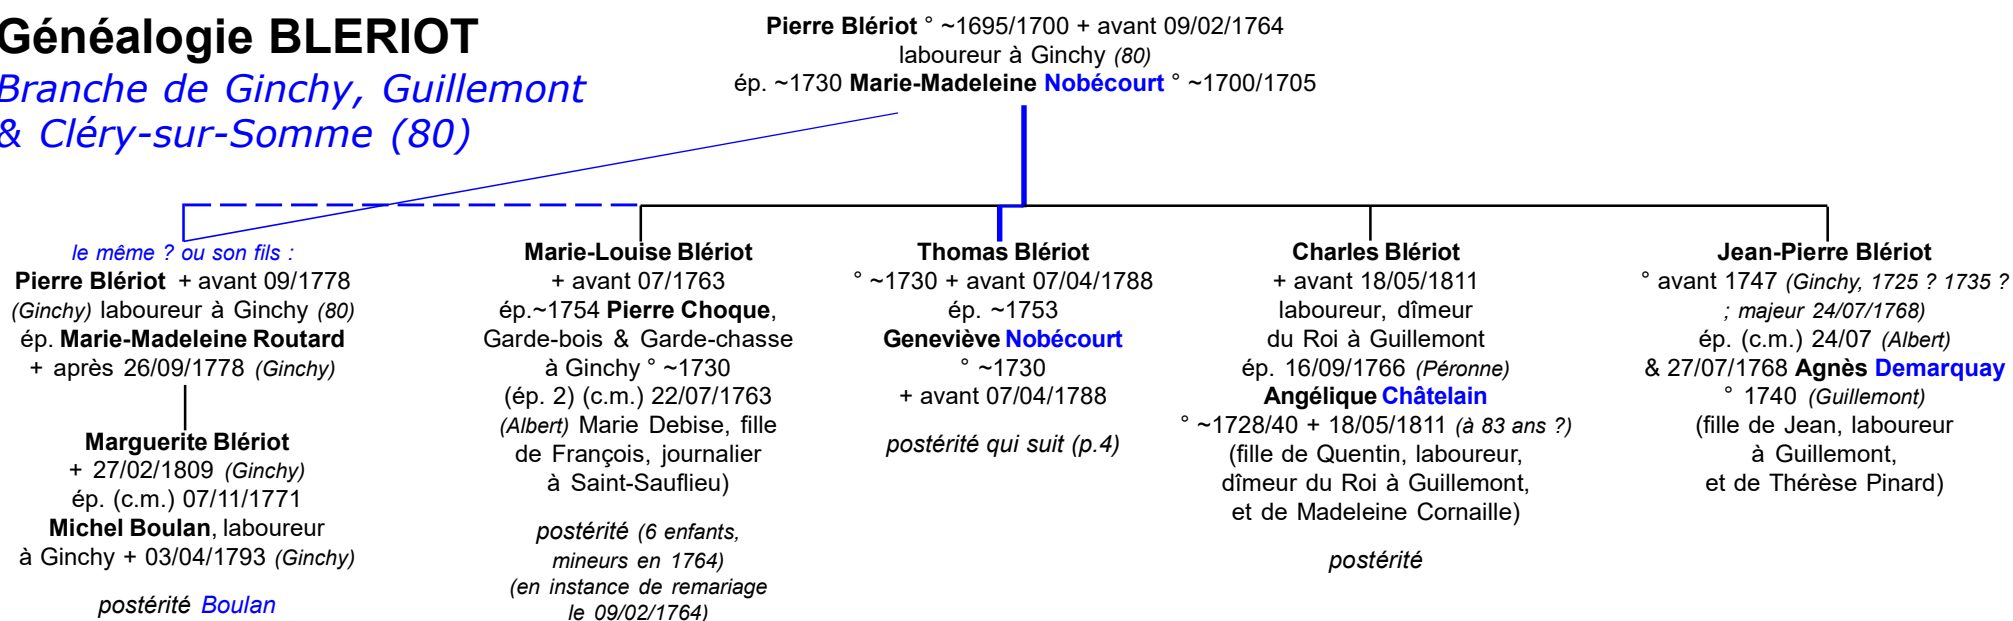 Généalogie BLERIOT
Branche de Ginchy, Guillemont
& Cléry-sur-Somme (80)
Pierre Blériot ° ~1695/1700 + avant 09/02/1764
laboureur à Ginchy (80)
ép. ~1730 Marie-Madeleine Nobécourt ° ~1700/1705
le même ? ou son fils :
Pierre Blériot + avant 09/1778
(Ginchy) laboureur à Ginchy (80)
ép. Marie-Madeleine Routard
+ après 26/09/1778 (Ginchy)
Marguerite Blériot
+ 27/02/1809 (Ginchy)
ép. (c.m.) 07/11/1771
Michel Boulan, laboureur
à Ginchy + 03/04/1793 (Ginchy)
postérité Boulan
Marie-Louise Blériot
+ avant 07/1763
ép.~1754 Pierre Choque,
Garde-bois & Garde-chasse
à Ginchy ° ~1730
(ép. 2) (c.m.) 22/07/1763
(Albert) Marie Debise, fille
de François, journalier
à Saint-Sauflieu)
postérité (6 enfants,
mineurs en 1764)
(en instance de remariage
le 09/02/1764)
Thomas Blériot
° ~1730 + avant 07/04/1788
ép. ~1753
Geneviève Nobécourt
° ~1730
+ avant 07/04/1788
postérité qui suit (p.4)
Charles Blériot
+ avant 18/05/1811
laboureur, dîmeur
du Roi à Guillemont
ép. 16/09/1766 (Péronne)
Angélique Châtelain
° ~1728/40 + 18/05/1811 (à 83 ans ?)
(fille de Quentin, laboureur,
dîmeur du Roi à Guillemont,
et de Madeleine Cornaille)
postérité
Jean-Pierre Blériot
° avant 1747 (Ginchy, 1725 ? 1735 ?
; majeur 24/07/1768)
ép. (c.m.) 24/07 (Albert)
& 27/07/1768 Agnès Demarquay
° 1740 (Guillemont)
(fille de Jean, laboureur
à Guillemont,
et de Thérèse Pinard)